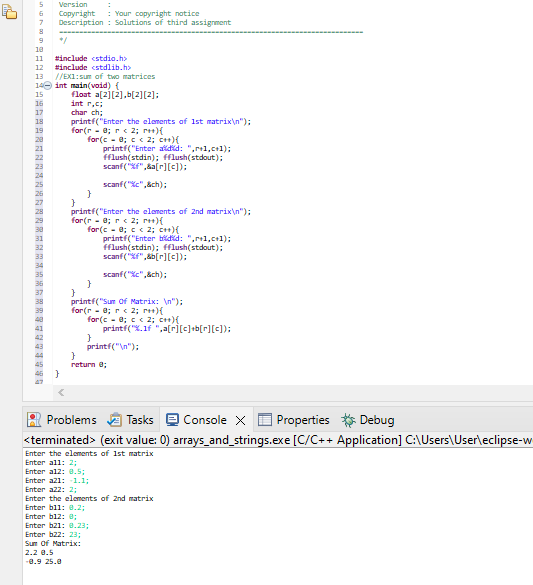 5 Version :
6 Copyright : Your copyright notice
7 Description : Solutions of third assignment
8 ============================================================================
9 */
10
11 #include <stdio.h>
12 #include <stdlib.h>
13 //EX1:sum of two matrices
14 int main(void) {
15 float a[2][2],b[2][2];
16 int r,c;
17 char ch;
18 printf("Enter the elements of 1st matrix\n");
19 for(r = 0; r < 2; r++){
20 for(c = 0; c < 2; c++){
21 printf("Enter a%d%d: ",r+1,c+1);
22 fflush(stdin); fflush(stdout);
23 scanf("%f",&a[r][c]);
24
25 scanf("%c",&ch);
26 }
27 }
28 printf("Enter the elements of 2nd matrix\n");
29 for(r = 0; r < 2; r++){
30 for(c = 0; c < 2; c++){
31 printf("Enter b%d%d: ",r+1,c+1);
32 fflush(stdin); fflush(stdout);
33 scanf("%f",&b[r][c]);
34
35 scanf("%c",&ch);
36 }
37 }
38 printf("Sum Of Matrix: \n");
39 for(r = 0; r < 2; r++){
40 for(c = 0; c < 2; c++){
41 printf("%.1f ",a[r][c]+b[r][c]);
42 }
43 printf("\n");
44 }
45 return 0;
46 }
47
Problems Tasks Console Properties Debug
<terminated> (exit value: 0) arrays_and_strings.exe [C/C++ Application] C:\Users\User\eclipse-w
Enter the elements of 1st matrix
Enter a11: 2;
Enter a12: 0.5;
Enter a21: -1.1;
Enter a22: 2;
Enter the elements of 2nd matrix
Enter b11: 0.2;
Enter b12: 0;
Enter b21: 0.23;
Enter b22: 23;
Sum Of Matrix:
2.2 0.5
-0.9 25.0